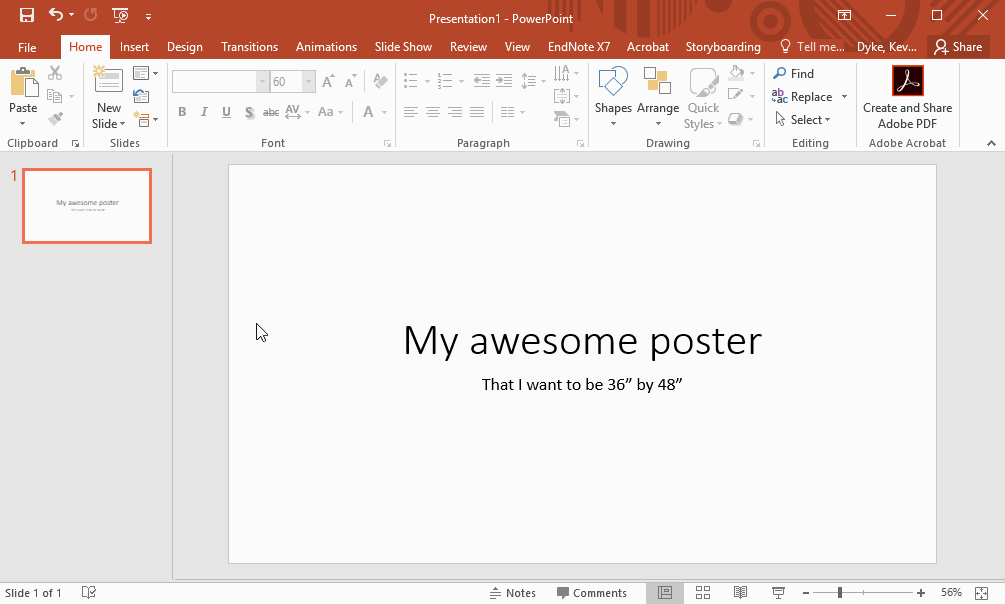 Presentation1 - PowerPoint
File Home Insert Design Transitions Animations Slide Show Review View EndNote X7 Acrobat Storyboarding Tell me... Dyke, Kev... Share
Paste
New Slide
60
B I U S abc AV Aa A
Shapes Arrange Quick Styles
Find
Replace
Select
Create and Share Adobe PDF
Clipboard Slides Font Paragraph Drawing Editing Adobe Acrobat
1
My awesome poster
My awesome poster
That I want to be 36” by 48”
Slide 1 of 1 Notes Comments 56%